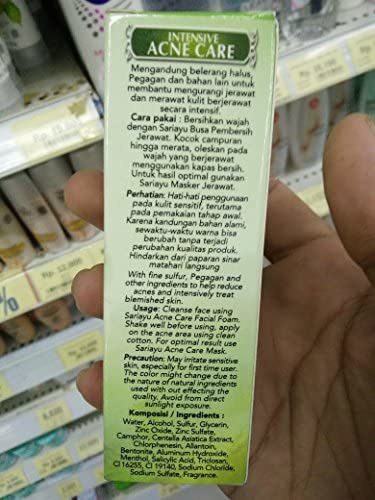 INTENSIVE
ACNE CARE
Mengandung belerang halus,
Pegagan dan bahan lain untuk
membantu mengurangi jerawat
dan merawat kulit berjerawat
secara intensif.
Cara pakai : Bersihkan wajah
dengan Sariayu Busa Pembersih
Jerawat. Kocok campuran
hingga merata, oleskan pada
wajah yang berjerawat
menggunakan kapas bersih.
Untuk hasil optimal gunakan
Sariayu Masker Jerawat.
Perhatian: Hati-hati penggunaan
pada kulit sensitif, terutama
pada pemakaian tahap awal.
Karena kandungan bahan alami,
sewaktu-waktu warna bisa
berubah tanpa terjadi
perubahan kualitas produk.
Hindarkan dari paparan sinar
matahari langsung
With fine sulfur, Pegagan and
other ingredients to help reduce
acnes and intensively treat
blemished skin.
Usage: Cleanse face using
Sariayu Acne Care Facial Foam.
Shake well before using, apply
on the acne area using clean
cotton. For optimal result use
Sariayu Acne Care Mask.
Precaution: May irritate sensitive
skin, especially for first time user.
The color might change due to
the nature of natural ingredients
used with out effecting the
quality. Avoid from direct
sunlight exposure.
Komposisi / Ingredients :
Water, Alcohol, Sulfur, Glycerin,
Zinc Oxide, Zinc Sulfate,
Camphor, Centella Asiatica Extract,
Chlorphenesin, Allantoin,
Bentonite, Aluminum Hydroxide,
Menthol, Salicylic Acid, Triclosan,
CI 16255, CI 19140, Sodium Chloride,
Sodium Sulfate, Fragrance.
Rp. 12,900